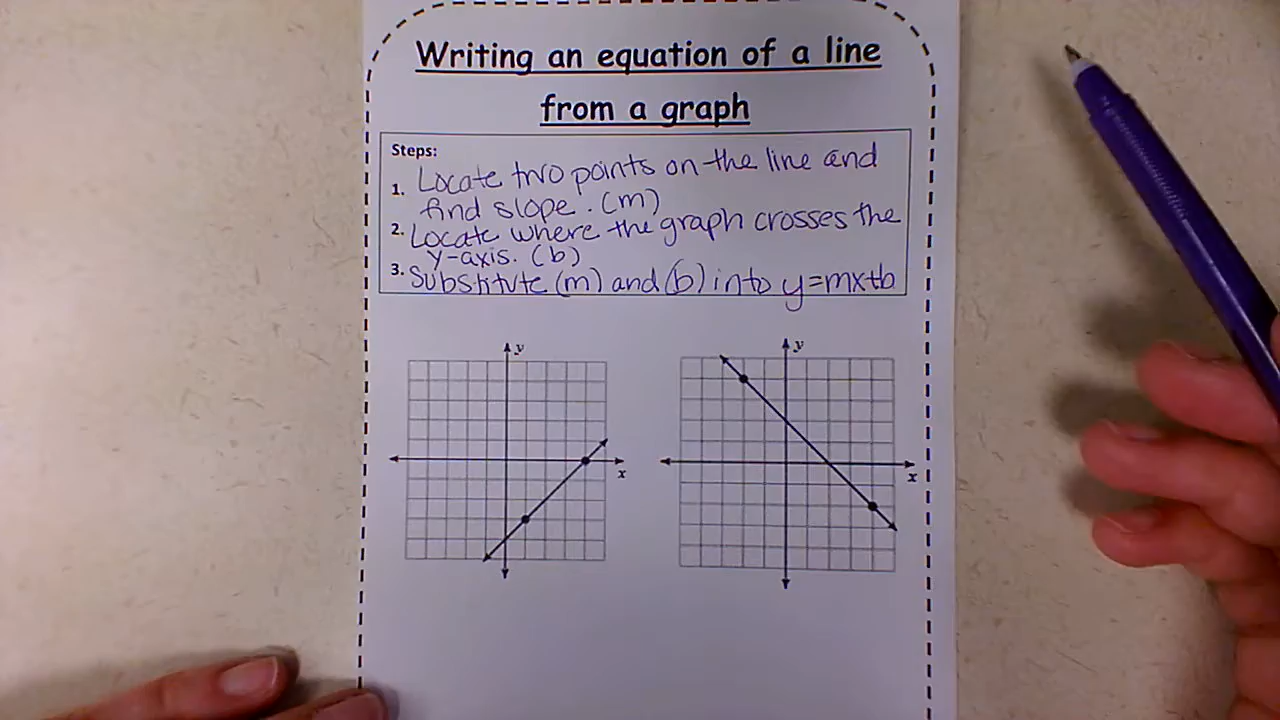 Writing an equation of a line
from a graph
Steps:
1. Locate two points on the line and
find slope. (m)
2. Locate where the graph crosses the
y-axis. (b)
3. Substitute (m) and (b) into y=mx+b
y
x
y
x